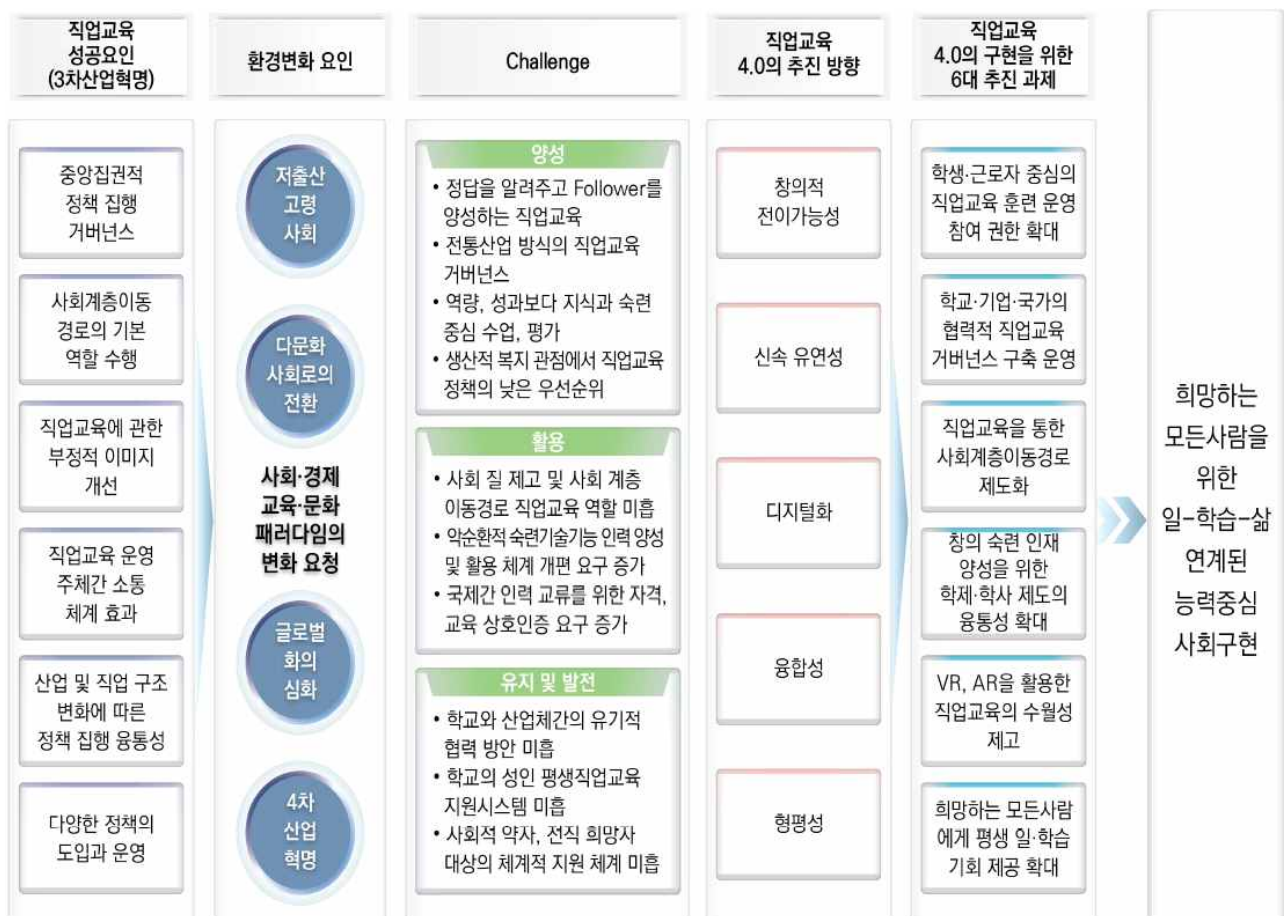 직업교육
성공요인
(3차산업혁명)
환경변화 요인
Challenge
직업교육
4.0의 추진 방향
직업교육
4.0의 구현을 위한
6대 추진 과제
중앙집권적
정책 집행
거버넌스
사회계층이동
경로의 기본
역할 수행
직업교육에 관한
부정적 이미지
개선
직업교육 운영
주체간 소통
체계 효과
산업 및 직업 구조
변화에 따른
정책 집행 융통성
다양한 정책의
도입과 운영
저출산
고령
사회
다문화
사회로의
전환
사회·경제
교육·문화
패러다임의
변화 요청
글로벌
화의
심화
4차
산업
혁명
양성
• 정답을 알려주고 Follower를
양성하는 직업교육
• 전통산업 방식의 직업교육
거버넌스
• 역량, 성과보다 지식과 숙련
중심 수업, 평가
• 생산적 복지 관점에서 직업교육
정책의 낮은 우선순위
활용
• 사회 질 제고 및 사회 계층
이동경로 직업교육 역할 미흡
• 악순환적 숙련기술기능 인력 양성
및 활용 체계 개편 요구 증가
• 국제간 인력 교류를 위한 자격,
교육 상호인증 요구 증가
유지 및 발전
• 학교와 산업체간의 유기적
협력 방안 미흡
• 학교의 성인 평생직업교육
지원시스템 미흡
• 사회적 약자, 전직 희망자
대상의 체계적 지원 체계 미흡
창의적
전이가능성
신속 유연성
디지털화
융합성
형평성
학생·근로자 중심의
직업교육 훈련 운영
참여 권한 확대
학교·기업·국가의
협력적 직업교육
거버넌스 구축 운영
직업교육을 통한
사회계층이동경로
제도화
창의 숙련 인재
양성을 위한
학제·학사 제도의
융통성 확대
VR, AR을 활용한
직업교육의 수월성
제고
희망하는 모든사람
에게 평생 일·학습
기회 제공 확대
희망하는
모든사람을
위한
일-학습-삶
연계된
능력중심
사회구현